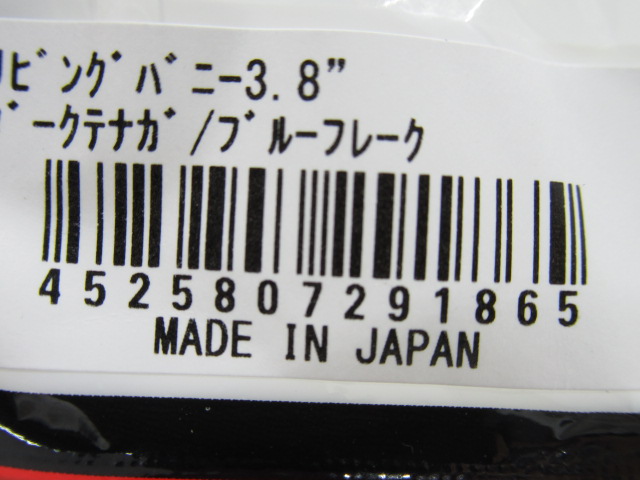 リビングバニー3.8”
ダークテナガ/ブルーフレーク
4525807291865
MADE IN JAPAN